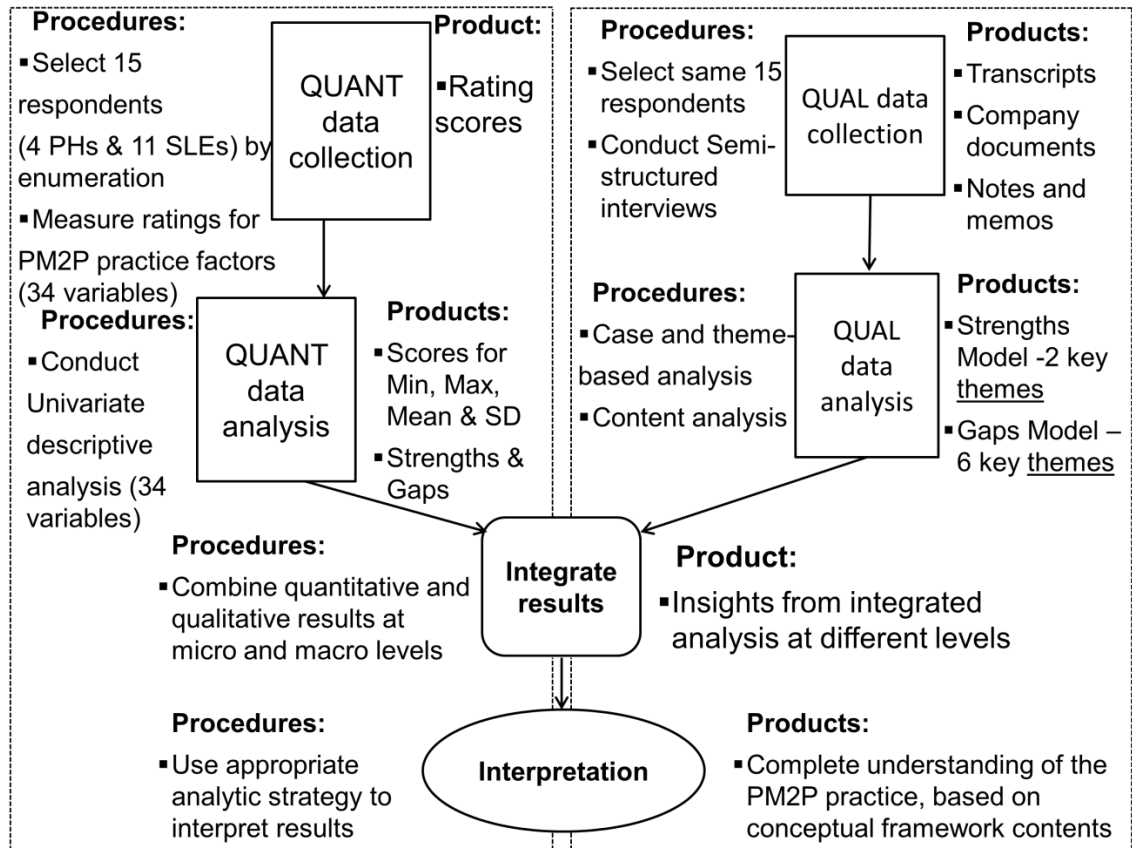 Procedures:
▪Select 15
respondents
(4 PHs & 11 SLEs) by
enumeration
▪Measure ratings for
PM2P practice factors
(34 variables)
QUANT
data
collection
Product:
▪Rating
scores
Procedures:
▪Select same 15
respondents
▪Conduct Semi-
structured
interviews
QUAL data
collection
Products:
▪Transcripts
▪Company
documents
▪Notes and
memos
Procedures:
▪Conduct
Univariate
descriptive
analysis (34
variables)
QUANT
data
analysis
Products:
▪Scores for
Min, Max,
Mean & SD
▪Strengths &
Gaps
Procedures:
▪Case and theme-
based analysis
▪Content analysis
QUAL
data
analysis
Products:
▪Strengths
Model -2 key
themes
▪Gaps Model –
6 key themes
Procedures:
▪Combine quantitative and
qualitative results at
micro and macro levels
Integrate
results
Product:
▪Insights from integrated
analysis at different levels
Procedures:
▪Use appropriate
analytic strategy to
interpret results
Interpretation
Products:
▪Complete understanding of the
PM2P practice, based on
conceptual framework contents